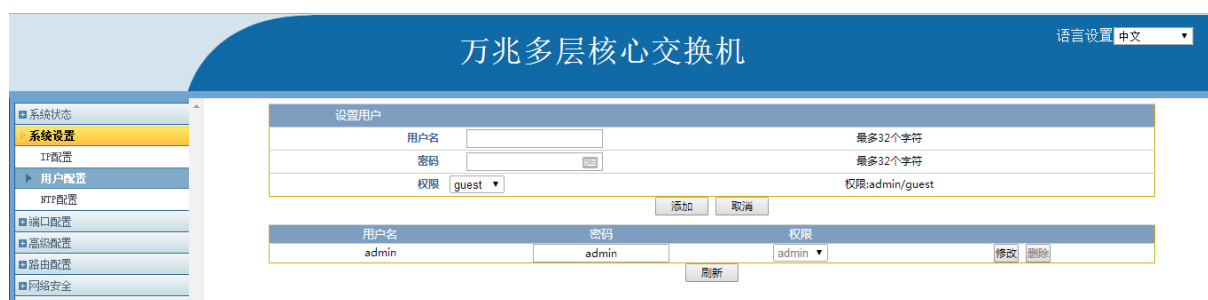 万兆多层核心交换机
语言设置 中文
系统状态
系统设置
IP配置
用户配置
NTP配置
端口配置
高级配置
路由配置
网络安全
设置用户
用户名 最多32个字符
密码 最多32个字符
权限 guest 权限:admin/guest
添加 取消
用户名 密码 权限
admin admin admin 修改 删除
刷新